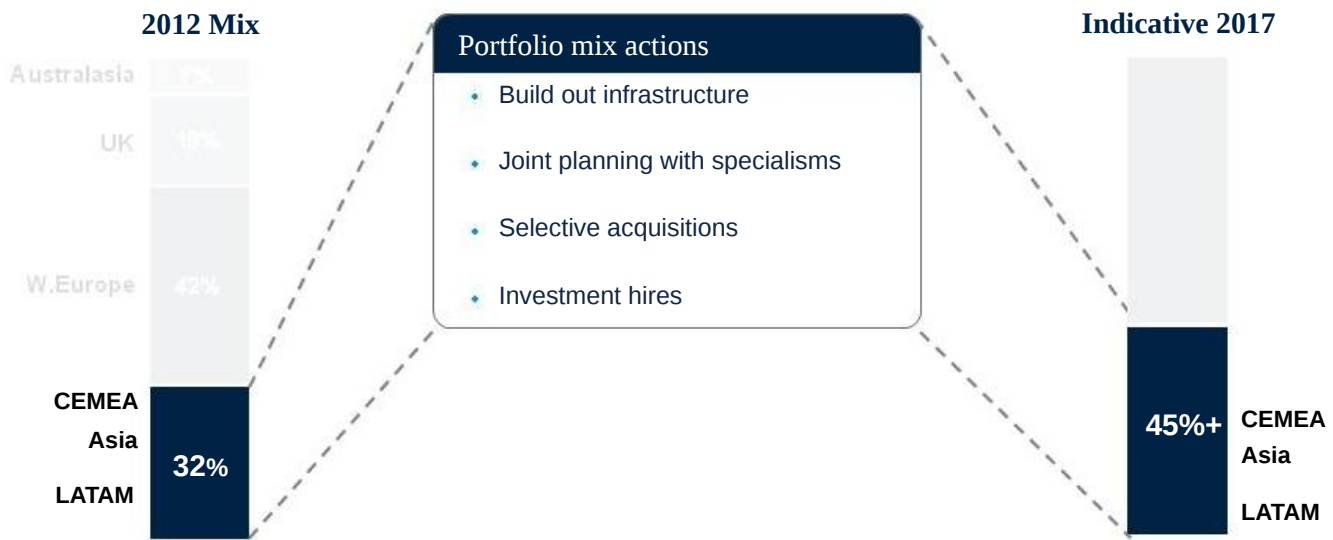 2012 Mix
Australasia
UK 19%
W.Europe 42%
CEMEA
Asia
LATAM
32%
Portfolio mix actions
• Build out infrastructure
• Joint planning with specialisms
• Selective acquisitions
• Investment hires
Indicative 2017
45%+
CEMEA
Asia
LATAM